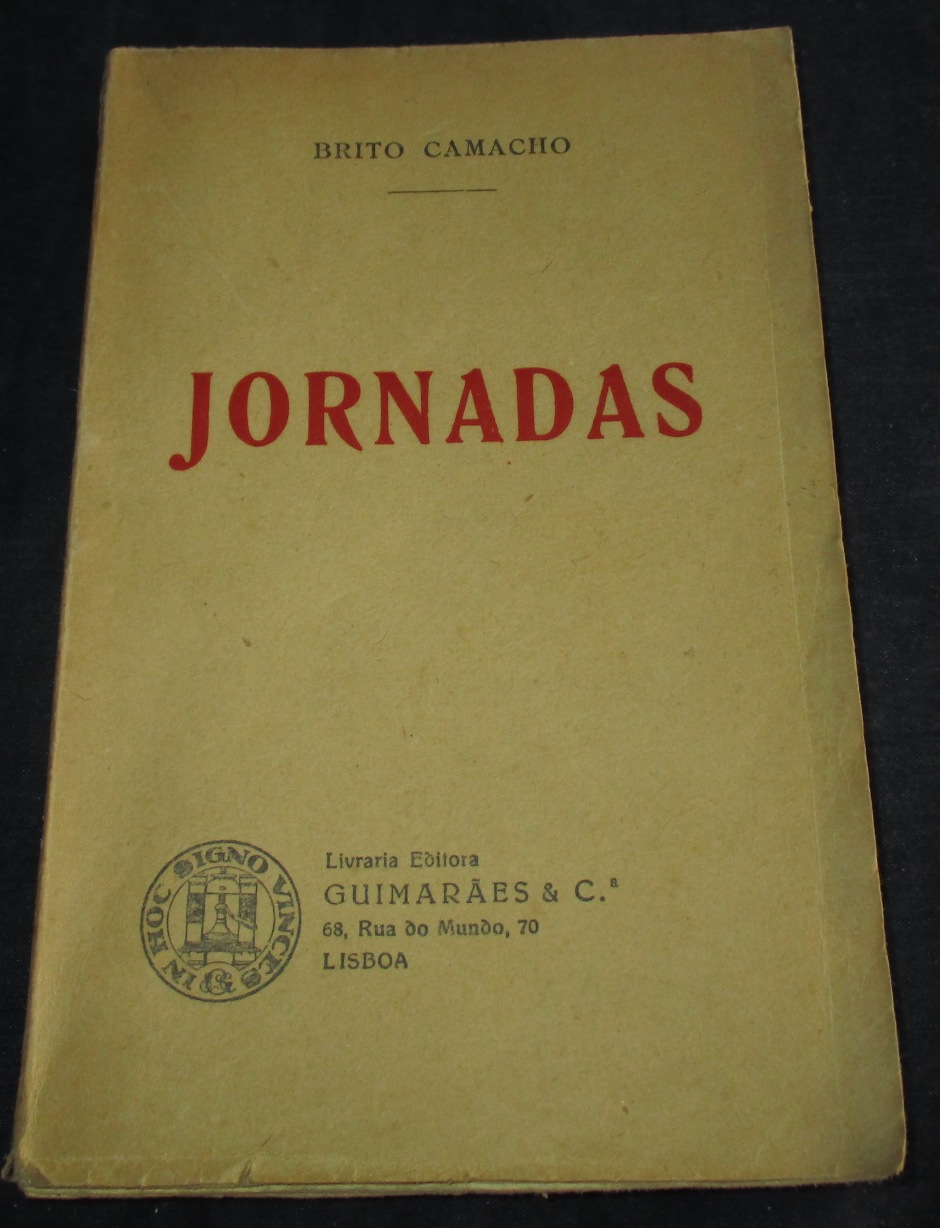 BRITO CAMACHO
JORNADAS
IN HOC SIGNO VINCES
Livraria Editora
GUIMARÃES & C.ª
68, Rua do Mundo, 70
LISBOA